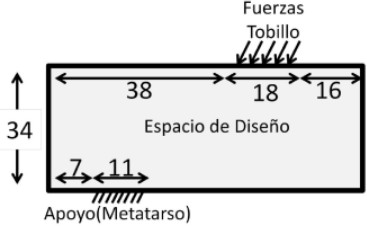 Fuerzas
Tobillo
38
18
16
34
Espacio de Diseño
7
11
Apoyo(Metatarso)